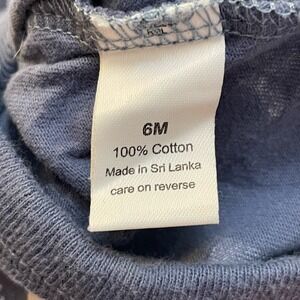 6M
100% Cotton
Made in Sri Lanka
care on reverse